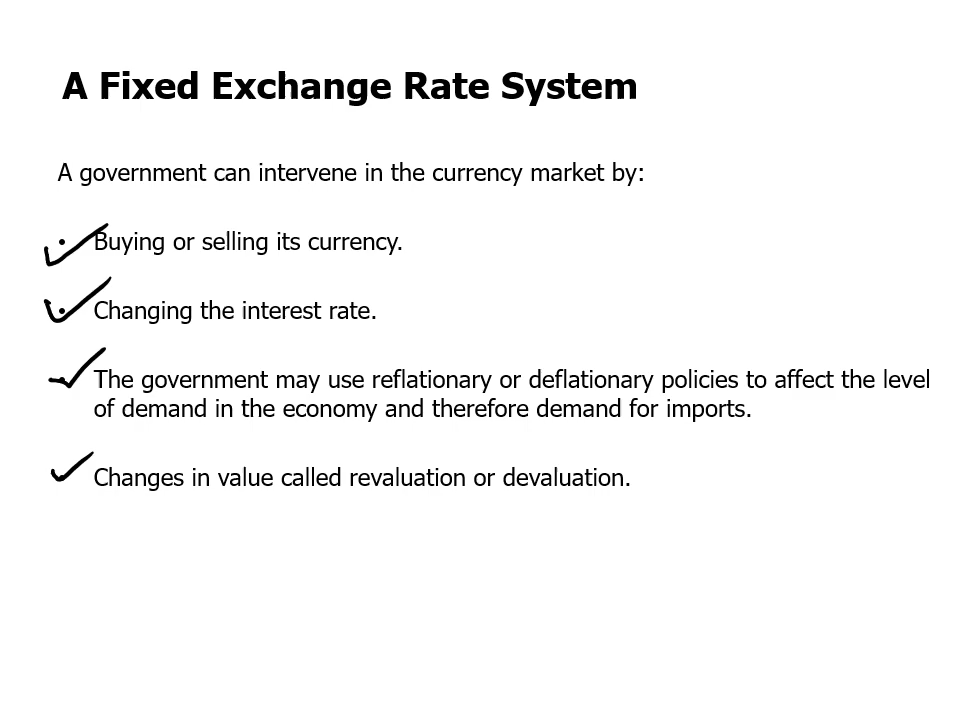 A Fixed Exchange Rate System
A government can intervene in the currency market by:
• Buying or selling its currency.
• Changing the interest rate.
• The government may use reflationary or deflationary policies to affect the level
of demand in the economy and therefore demand for imports.
• Changes in value called revaluation or devaluation.